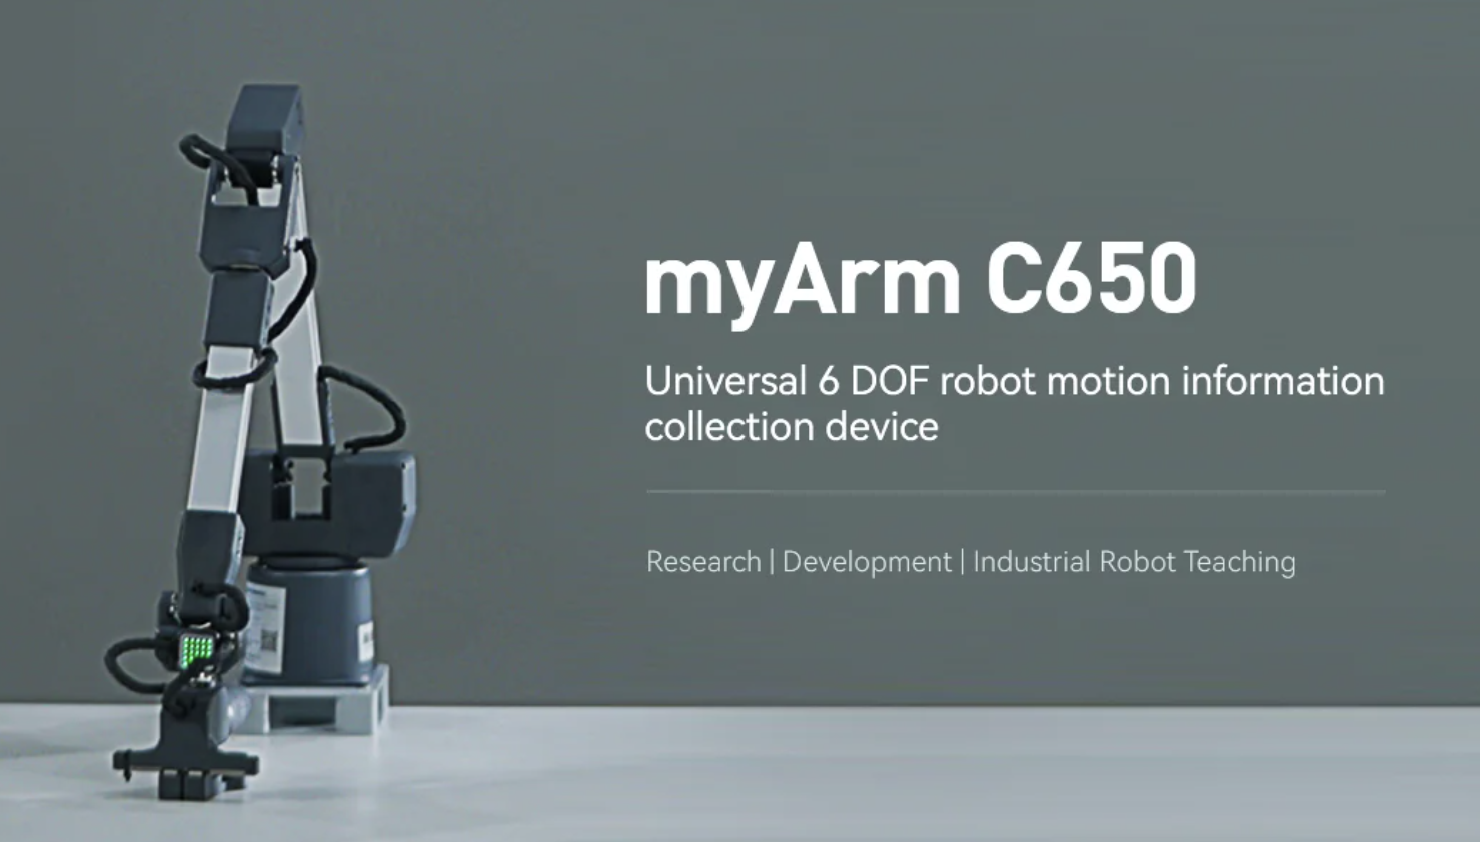 myArm C650
Universal 6 DOF robot motion information
collection device
Research | Development | Industrial Robot Teaching